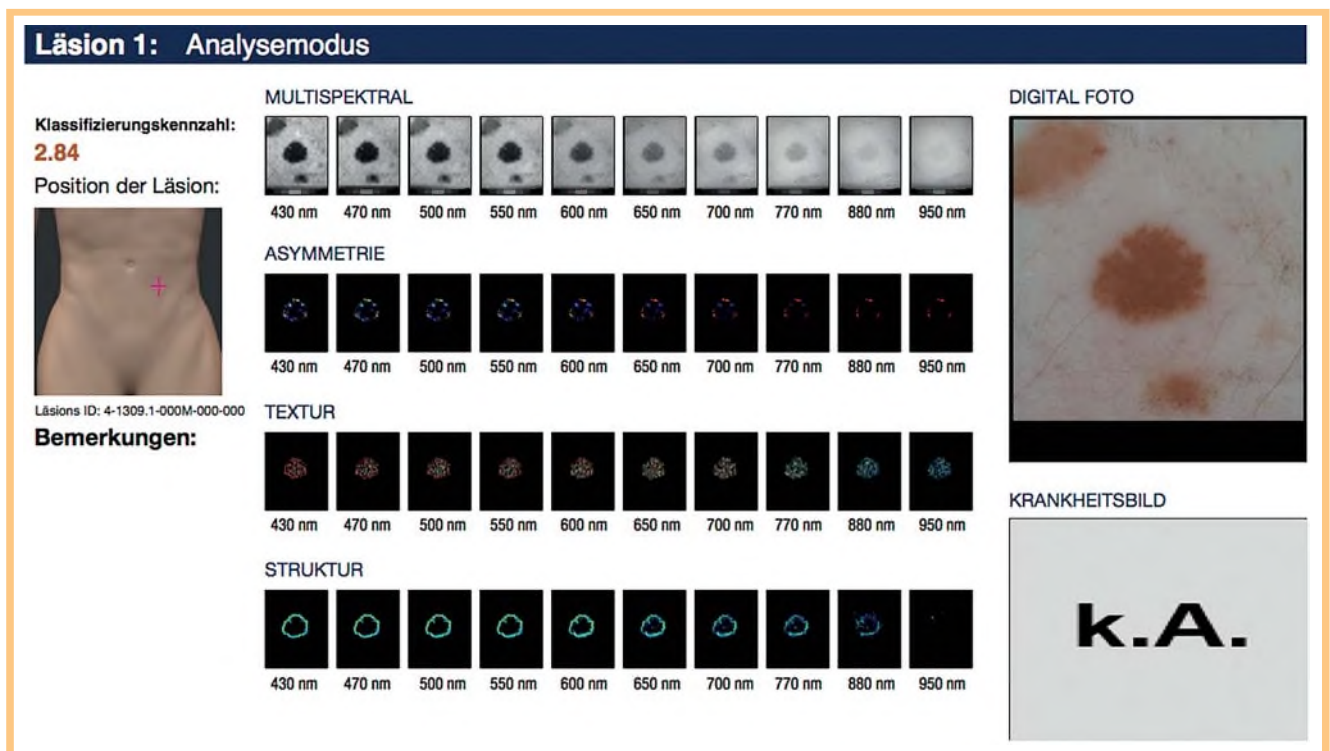 Läsion 1: Analysemodus
Klassifizierungskennzahl:
2.84
Position der Läsion:
Läsions ID: 4-1309.1-000M-000-000
Bemerkungen:
MULTISPEKTRAL
430 nm 470 nm 500 nm 550 nm 600 nm 650 nm 700 nm 770 nm 880 nm 950 nm
ASYMMETRIE
430 nm 470 nm 500 nm 550 nm 600 nm 650 nm 700 nm 770 nm 880 nm 950 nm
TEXTUR
430 nm 470 nm 500 nm 550 nm 600 nm 650 nm 700 nm 770 nm 880 nm 950 nm
STRUKTUR
430 nm 470 nm 500 nm 550 nm 600 nm 650 nm 700 nm 770 nm 880 nm 950 nm
DIGITAL FOTO
KRANKHEITSBILD
k.A.